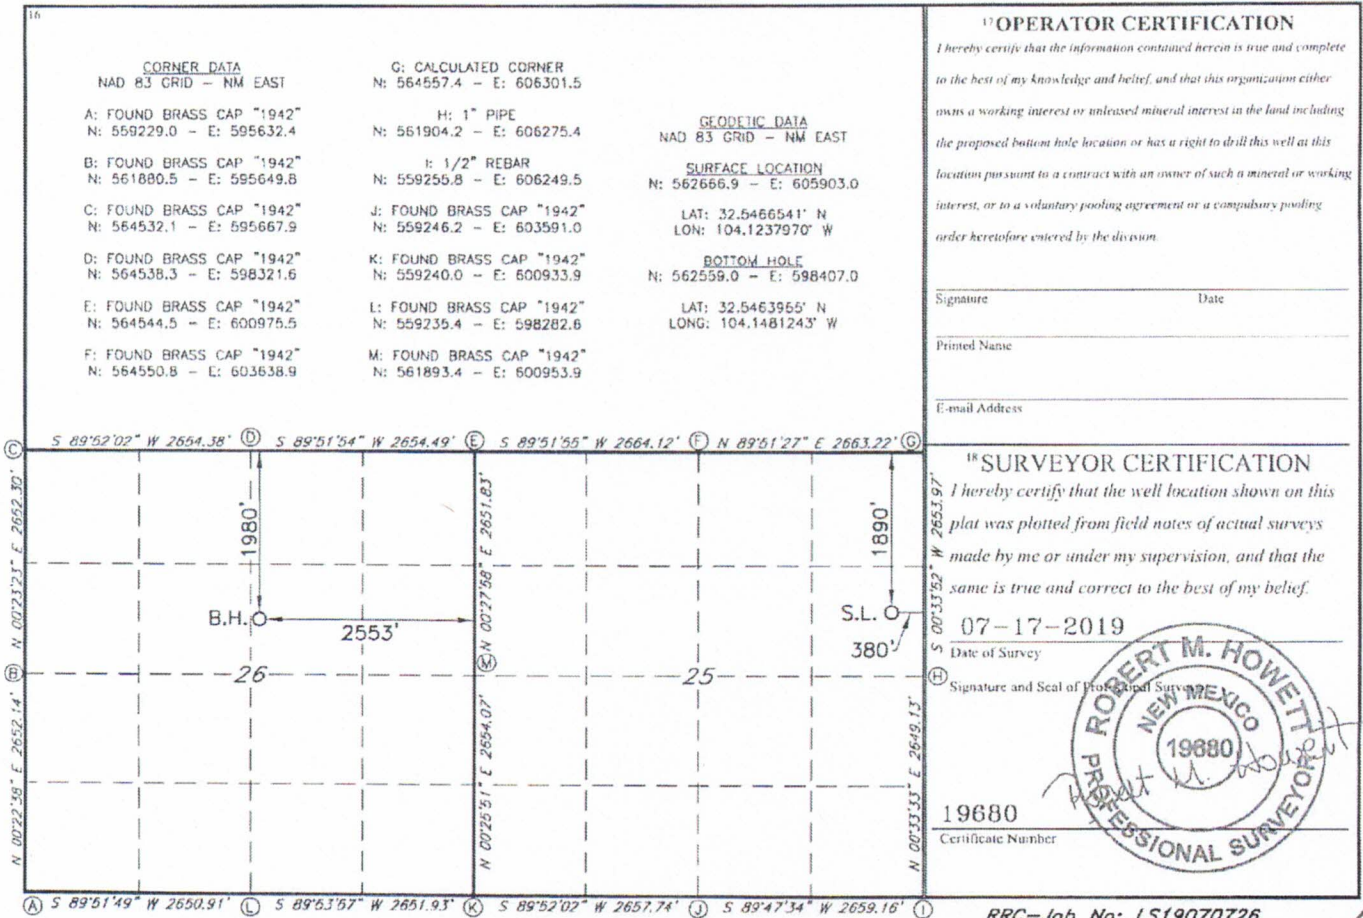 16
CORNER DATA
NAD 83 GRID – NM EAST
A: FOUND BRASS CAP "1942"
N: 559229.0 – E: 595632.4
B: FOUND BRASS CAP "1942"
N: 561880.5 – E: 595649.8
C: FOUND BRASS CAP "1942"
N: 564532.1 – E: 595667.9
D: FOUND BRASS CAP "1942"
N: 564538.3 – E: 598321.6
E: FOUND BRASS CAP "1942"
N: 564544.5 – E: 600975.5
F: FOUND BRASS CAP "1942"
N: 564550.8 – E: 603638.9
G: CALCULATED CORNER
N: 564557.4 – E: 606301.5
H: 1" PIPE
N: 561904.2 – E: 606275.4
I: 1/2" REBAR
N: 559255.8 – E: 606249.5
J: FOUND BRASS CAP "1942"
N: 559246.2 – E: 603591.0
K: FOUND BRASS CAP "1942"
N: 559240.0 – E: 600933.9
L: FOUND BRASS CAP "1942"
N: 559235.4 – E: 598282.6
M: FOUND BRASS CAP "1942"
N: 561893.4 – E: 600953.9
GEODETIC DATA
NAD 83 GRID – NM EAST
SURFACE LOCATION
N: 562666.9 – E: 605903.0
LAT: 32.5466541° N
LON: 104.1237970° W
BOTTOM HOLE
N: 562559.0 – E: 598407.0
LAT: 32.5463955° N
LONG: 104.1481243° W
C S 89°52'02" W 2654.38' D S 89°51'54" W 2654.49' E S 89°51'55" W 2664.12' F N 89°51'27" E 2663.22' G
N 00°23'23" E 2652.30'
1980'
N 00°27'58" E 2651.83'
1890'
S 00°33'52" W 2653.97'
B.H.
2553'
S.L.
380'
B
26
M
25
H
N 00°22'38" E 2652.14'
N 00°25'51" E 2654.07'
N 00°33'33" E 2649.13'
A S 89°51'49" W 2650.91' L S 89°53'57" W 2651.93' K S 89°52'02" W 2657.74' J S 89°47'34" W 2659.16' I
17 OPERATOR CERTIFICATION
I hereby certify that the information contained herein is true and complete
to the best of my knowledge and belief, and that this organization either
owns a working interest or unleased mineral interest in the land including
the proposed bottom hole location or has a right to drill this well at this
location pursuant to a contract with an owner of such a mineral or working
interest, or to a voluntary pooling agreement or a compulsory pooling
order heretofore entered by the division.
Signature Date
Printed Name
E-mail Address
18 SURVEYOR CERTIFICATION
I hereby certify that the well location shown on this
plat was plotted from field notes of actual surveys
made by me or under my supervision, and that the
same is true and correct to the best of my belief.
07-17-2019
Date of Survey
Signature and Seal of Professional Surveyor
ROBERT M. HOWETT
NEW MEXICO
19680
PROFESSIONAL SURVEYOR
Robert M. Howett
19680
Certificate Number
RRC–Job No: LS19070726